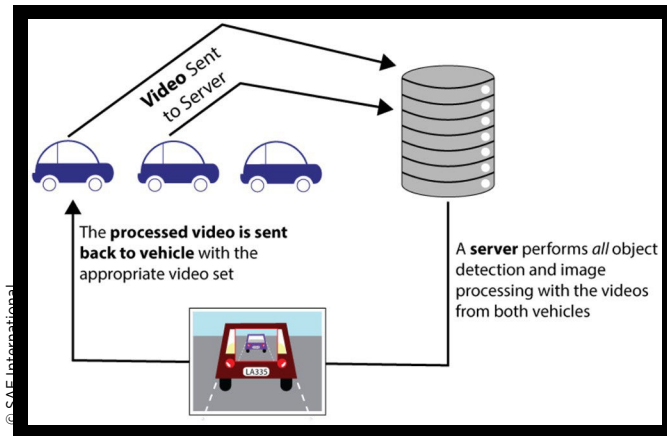 Video Sent
to Server
The processed video is sent
back to vehicle with the
appropriate video set
A server performs all object
detection and image
processing with the videos
from both vehicles
LA335
© SAE International